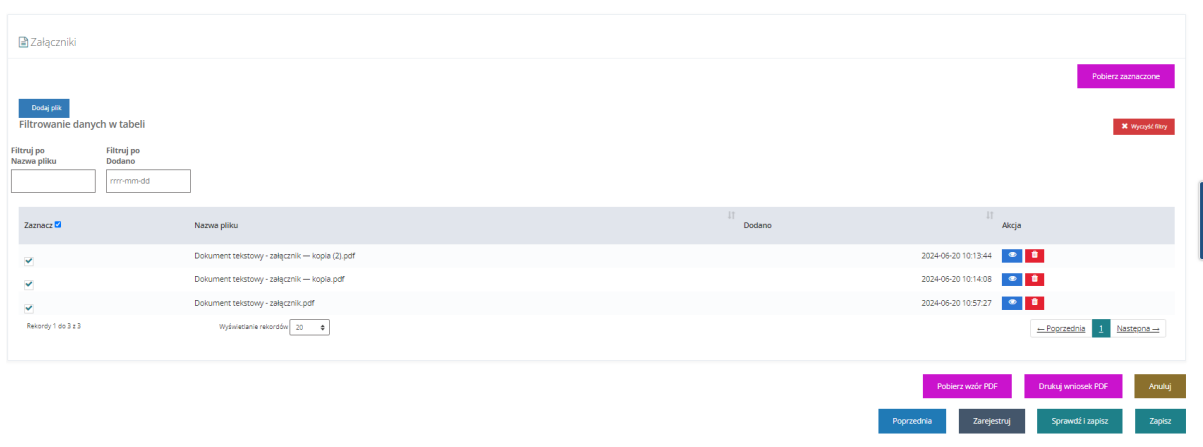 Załączniki
Pobierz zaznaczone
Dodaj plik
Filtrowanie danych w tabeli
✖ Wyczyść filtry
Filtruj po
Nazwa pliku
Filtruj po
Dodano
rrrr-mm-dd
Zaznacz
Nazwa pliku
Dodano
Akcja
Dokument tekstowy - załącznik — kopia (2).pdf 2024-06-20 10:13:44
Dokument tekstowy - załącznik — kopia.pdf 2024-06-20 10:14:08
Dokument tekstowy - załącznik.pdf 2024-06-20 10:57:27
Rekordy 1 do 3 z 3 Wyświetlanie rekordów 20 ← Poprzednia 1 Następna →
Pobierz wzór PDF Drukuj wniosek PDF Anuluj
Poprzednia Zarejestruj Sprawdź i zapisz Zapisz